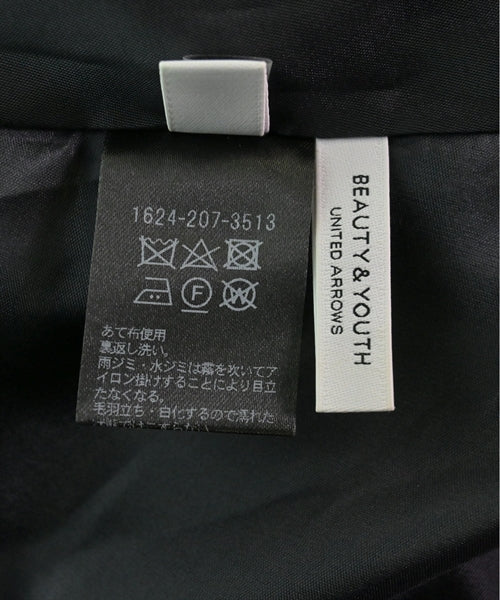 1624-207-3513
F
W
あて布使用
裏返し洗い。
雨ジミ・水ジミは霧を吹いてア
イロン掛けすることにより目立
たなくなる。
毛羽立ち・白化するので濡れた
BEAUTY & YOUTH
UNITED ARROWS